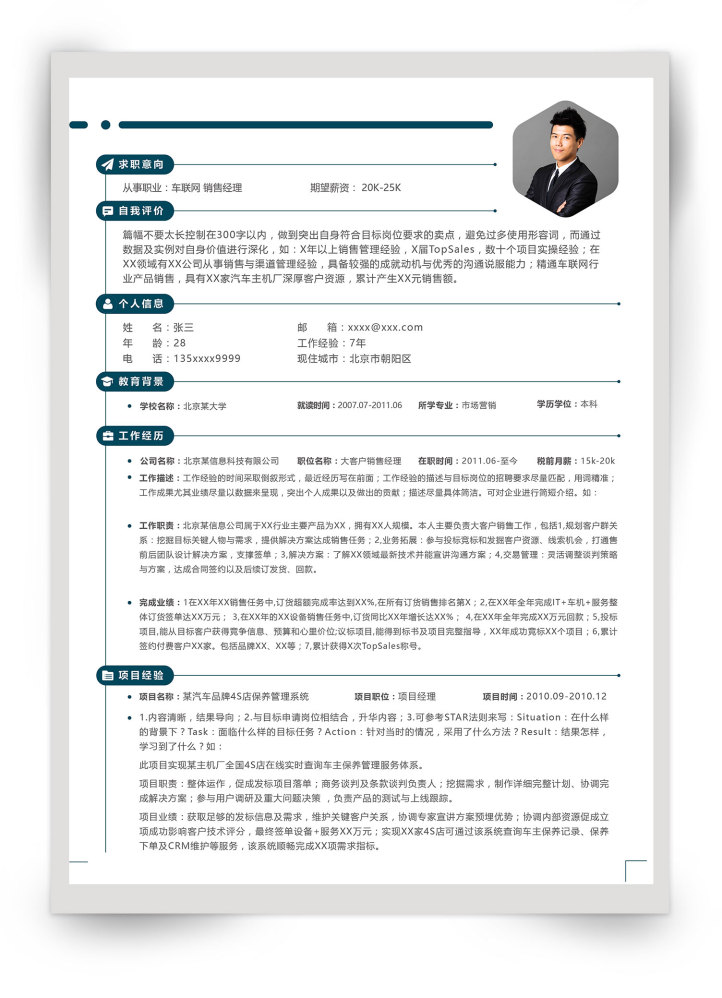 求职意向
从事职业：车联网 销售经理 期望薪资： 20K-25K
自我评价
篇幅不要太长控制在300字以内，做到突出自身符合目标岗位要求的卖点，避免过多使用形容词，而通过
数据及实例对自身价值进行深化，如：X年以上销售管理经验，X届TopSales，数十个项目实操经验；在
XX领域有XX公司从事销售与渠道管理经验，具备较强的成就动机与优秀的沟通说服能力；精通车联网行
业产品销售，具有XX家汽车主机厂深厚客户资源，累计产生XX元销售额。
个人信息
姓 名：张三 邮 箱：xxxx@xxx.com
年 龄：28 工作经验：7年
电 话：135xxxx9999 现住城市：北京市朝阳区
教育背景
学校名称：北京某大学 就读时间：2007.07-2011.06 所学专业：市场营销 学历学位：本科
工作经历
公司名称：北京某信息科技有限公司 职位名称：大客户销售经理 在职时间：2011.06-至今 税前月薪：15k-20k
工作描述：工作经验的时间采取倒叙形式，最近经历写在前面；工作经验的描述与目标岗位的招聘要求尽量匹配，用词精准；
工作成果尤其业绩尽量以数据来呈现，突出个人成果以及做出的贡献；描述尽量具体简洁。可对企业进行简短介绍。如：
工作职责：北京某信息公司属于XX行业主要产品为XX，拥有XX人规模。本人主要负责大客户销售工作，包括1,规划客户群关
系：挖掘目标关键人物与需求，提供解决方案达成销售任务；2,业务拓展：参与投标竞标和发掘客户资源、线索机会，打通售
前后团队设计解决方案，支撑签单；3,解决方案：了解XX领域最新技术并能宣讲沟通方案；4,交易管理：灵活调整谈判策略
与方案，达成合同签约以及后续订发货、回款。
完成业绩：1在XX年XX销售任务中,订货超额完成率达到XX%,在所有订货销售排名第X；2,在XX年全年完成IT+车机+服务整
体订货签单达XX万元； 3,在XX年的XX设备销售任务中,订货同比XX年增长达XX%； 4,在XX年全年完成XX万元回款；5,投标
项目,能从目标客户获得竞争信息、预算和心里价位;议标项目,能得到标书及项目完整指导，XX年成功竞标XX个项目；6,累计
签约付费客户XX家。包括品牌XX、XX等；7,累计获得X次TopSales称号。
项目经验
项目名称：某汽车品牌4S店保养管理系统 项目职位：项目经理 项目时间：2010.09-2010.12
1.内容清晰，结果导向；2.与目标申请岗位相结合，升华内容；3.可参考STAR法则来写：Situation：在什么样
的背景下？Task：面临什么样的目标任务？Action：针对当时的情况，采用了什么方法？Result：结果怎样，
学习到了什么？如：
此项目实现某主机厂全国4S店在线实时查询车主保养管理服务体系。
项目职责：整体运作，促成发标项目落单；商务谈判及条款谈判负责人；挖掘需求，制作详细完整计划、协调完
成解决方案；参与用户调研及重大问题决策 ，负责产品的测试与上线跟踪。
项目业绩：获取足够的发标信息及需求，维护关键客户关系，协调专家宣讲方案预埋优势；协调内部资源促成立
项成功影响客户技术评分，最终签单设备+服务XX万元；实现XX家4S店可通过该系统查询车主保养记录、保养
下单及CRM维护等服务，该系统顺畅完成XX项需求指标。